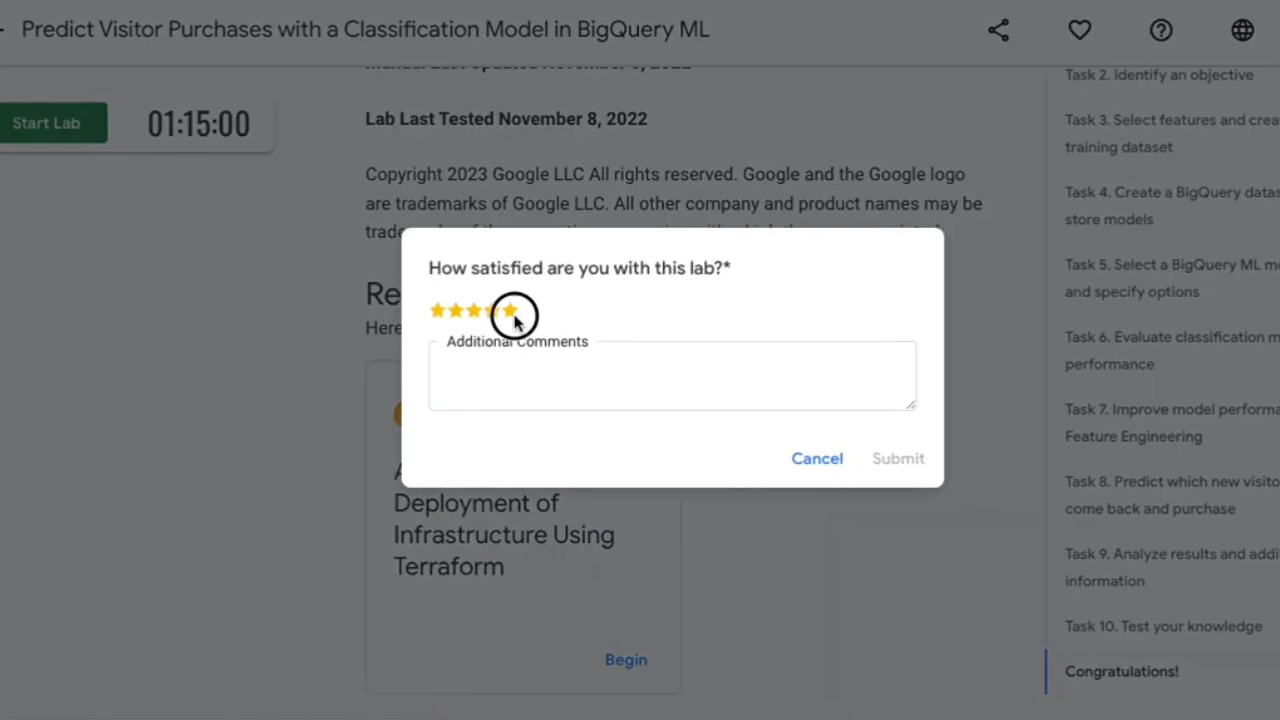 Predict Visitor Purchases with a Classification Model in BigQuery ML
Start Lab
01:15:00
Lab Last Tested November 8, 2022
Copyright 2023 Google LLC All rights reserved. Google and the Google logo
are trademarks of Google LLC. All other company and product names may be
How satisfied are you with this lab?*
Additional Comments
Cancel
Submit
Re
Here
Deployment of
Infrastructure Using
Terraform
Begin
Task 2. Identify an objective
Task 3. Select features and crea
training dataset
Task 4. Create a BigQuery datas
store models
Task 5. Select a BigQuery ML m
and specify options
Task 6. Evaluate classification m
performance
Task 7. Improve model performa
Feature Engineering
Task 8. Predict which new visito
come back and purchase
Task 9. Analyze results and addi
information
Task 10. Test your knowledge
Congratulations!